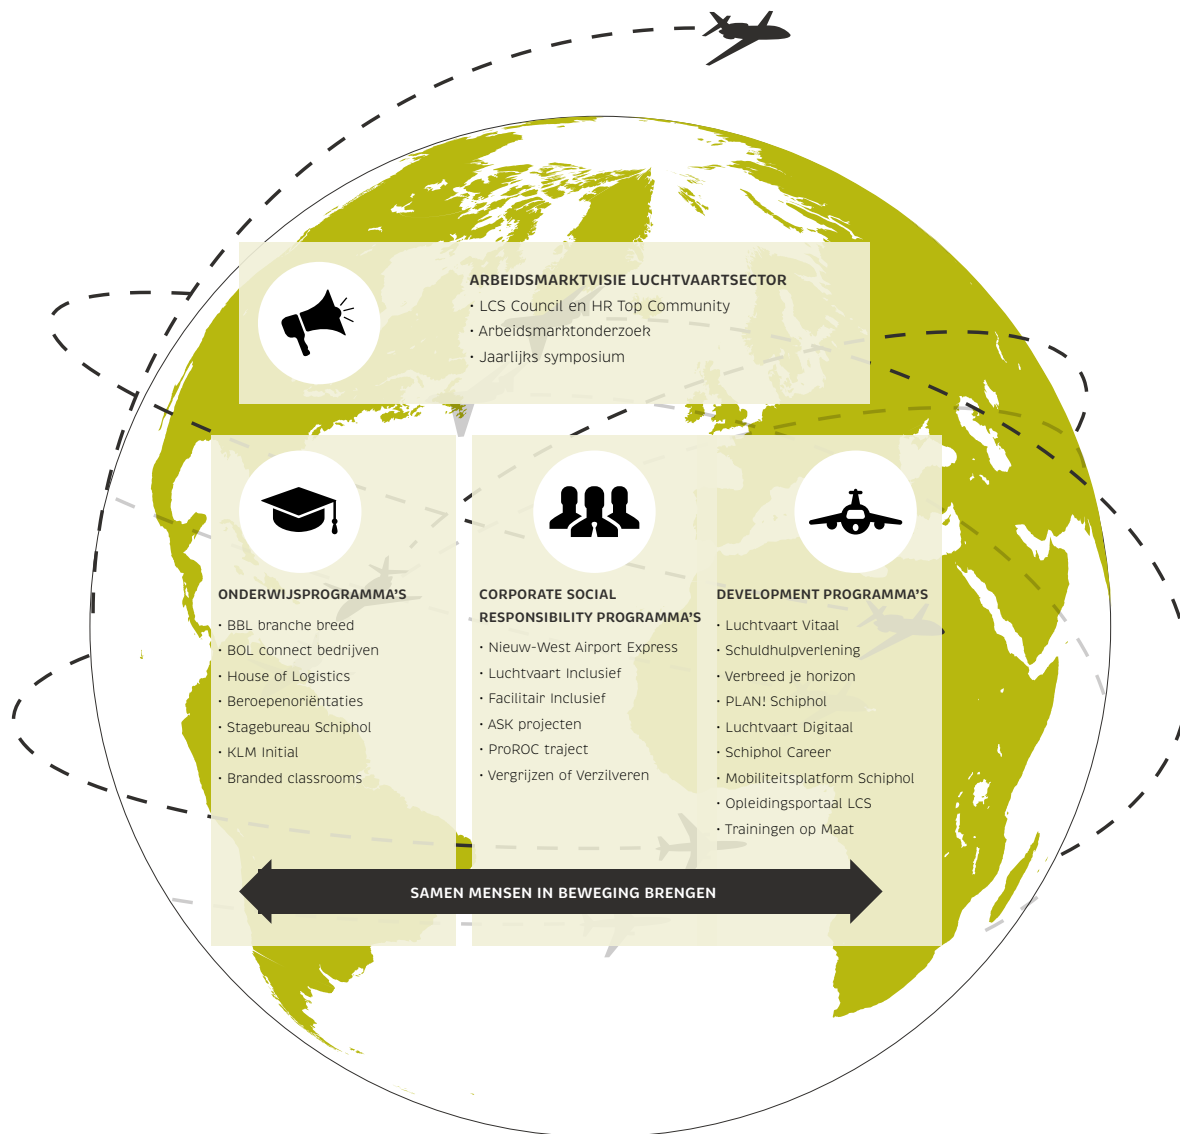 ARBEIDSMARKTVISIE LUCHTVAARTSECTOR
• LCS Council en HR Top Community
• Arbeidsmarktonderzoek
• Jaarlijks symposium
ONDERWIJSPROGRAMMA'S
• BBL branche breed
• BOL connect bedrijven
• House of Logistics
• Beroepenoriëntaties
• Stagebureau Schiphol
• KLM Initial
• Branded classrooms
CORPORATE SOCIAL
RESPONSIBILITY PROGRAMMA'S
• Nieuw-West Airport Express
• Luchtvaart Inclusief
• Facilitair Inclusief
• ASK projecten
• ProROC traject
• Vergrijzen of Verzilveren
DEVELOPMENT PROGRAMMA'S
• Luchtvaart Vitaal
• Schuldhulpverlening
• Verbreed je horizon
• PLAN! Schiphol
• Luchtvaart Digitaal
• Schiphol Career
• Mobiliteitsplatform Schiphol
• Opleidingsportaal LCS
• Trainingen op Maat
SAMEN MENSEN IN BEWEGING BRENGEN